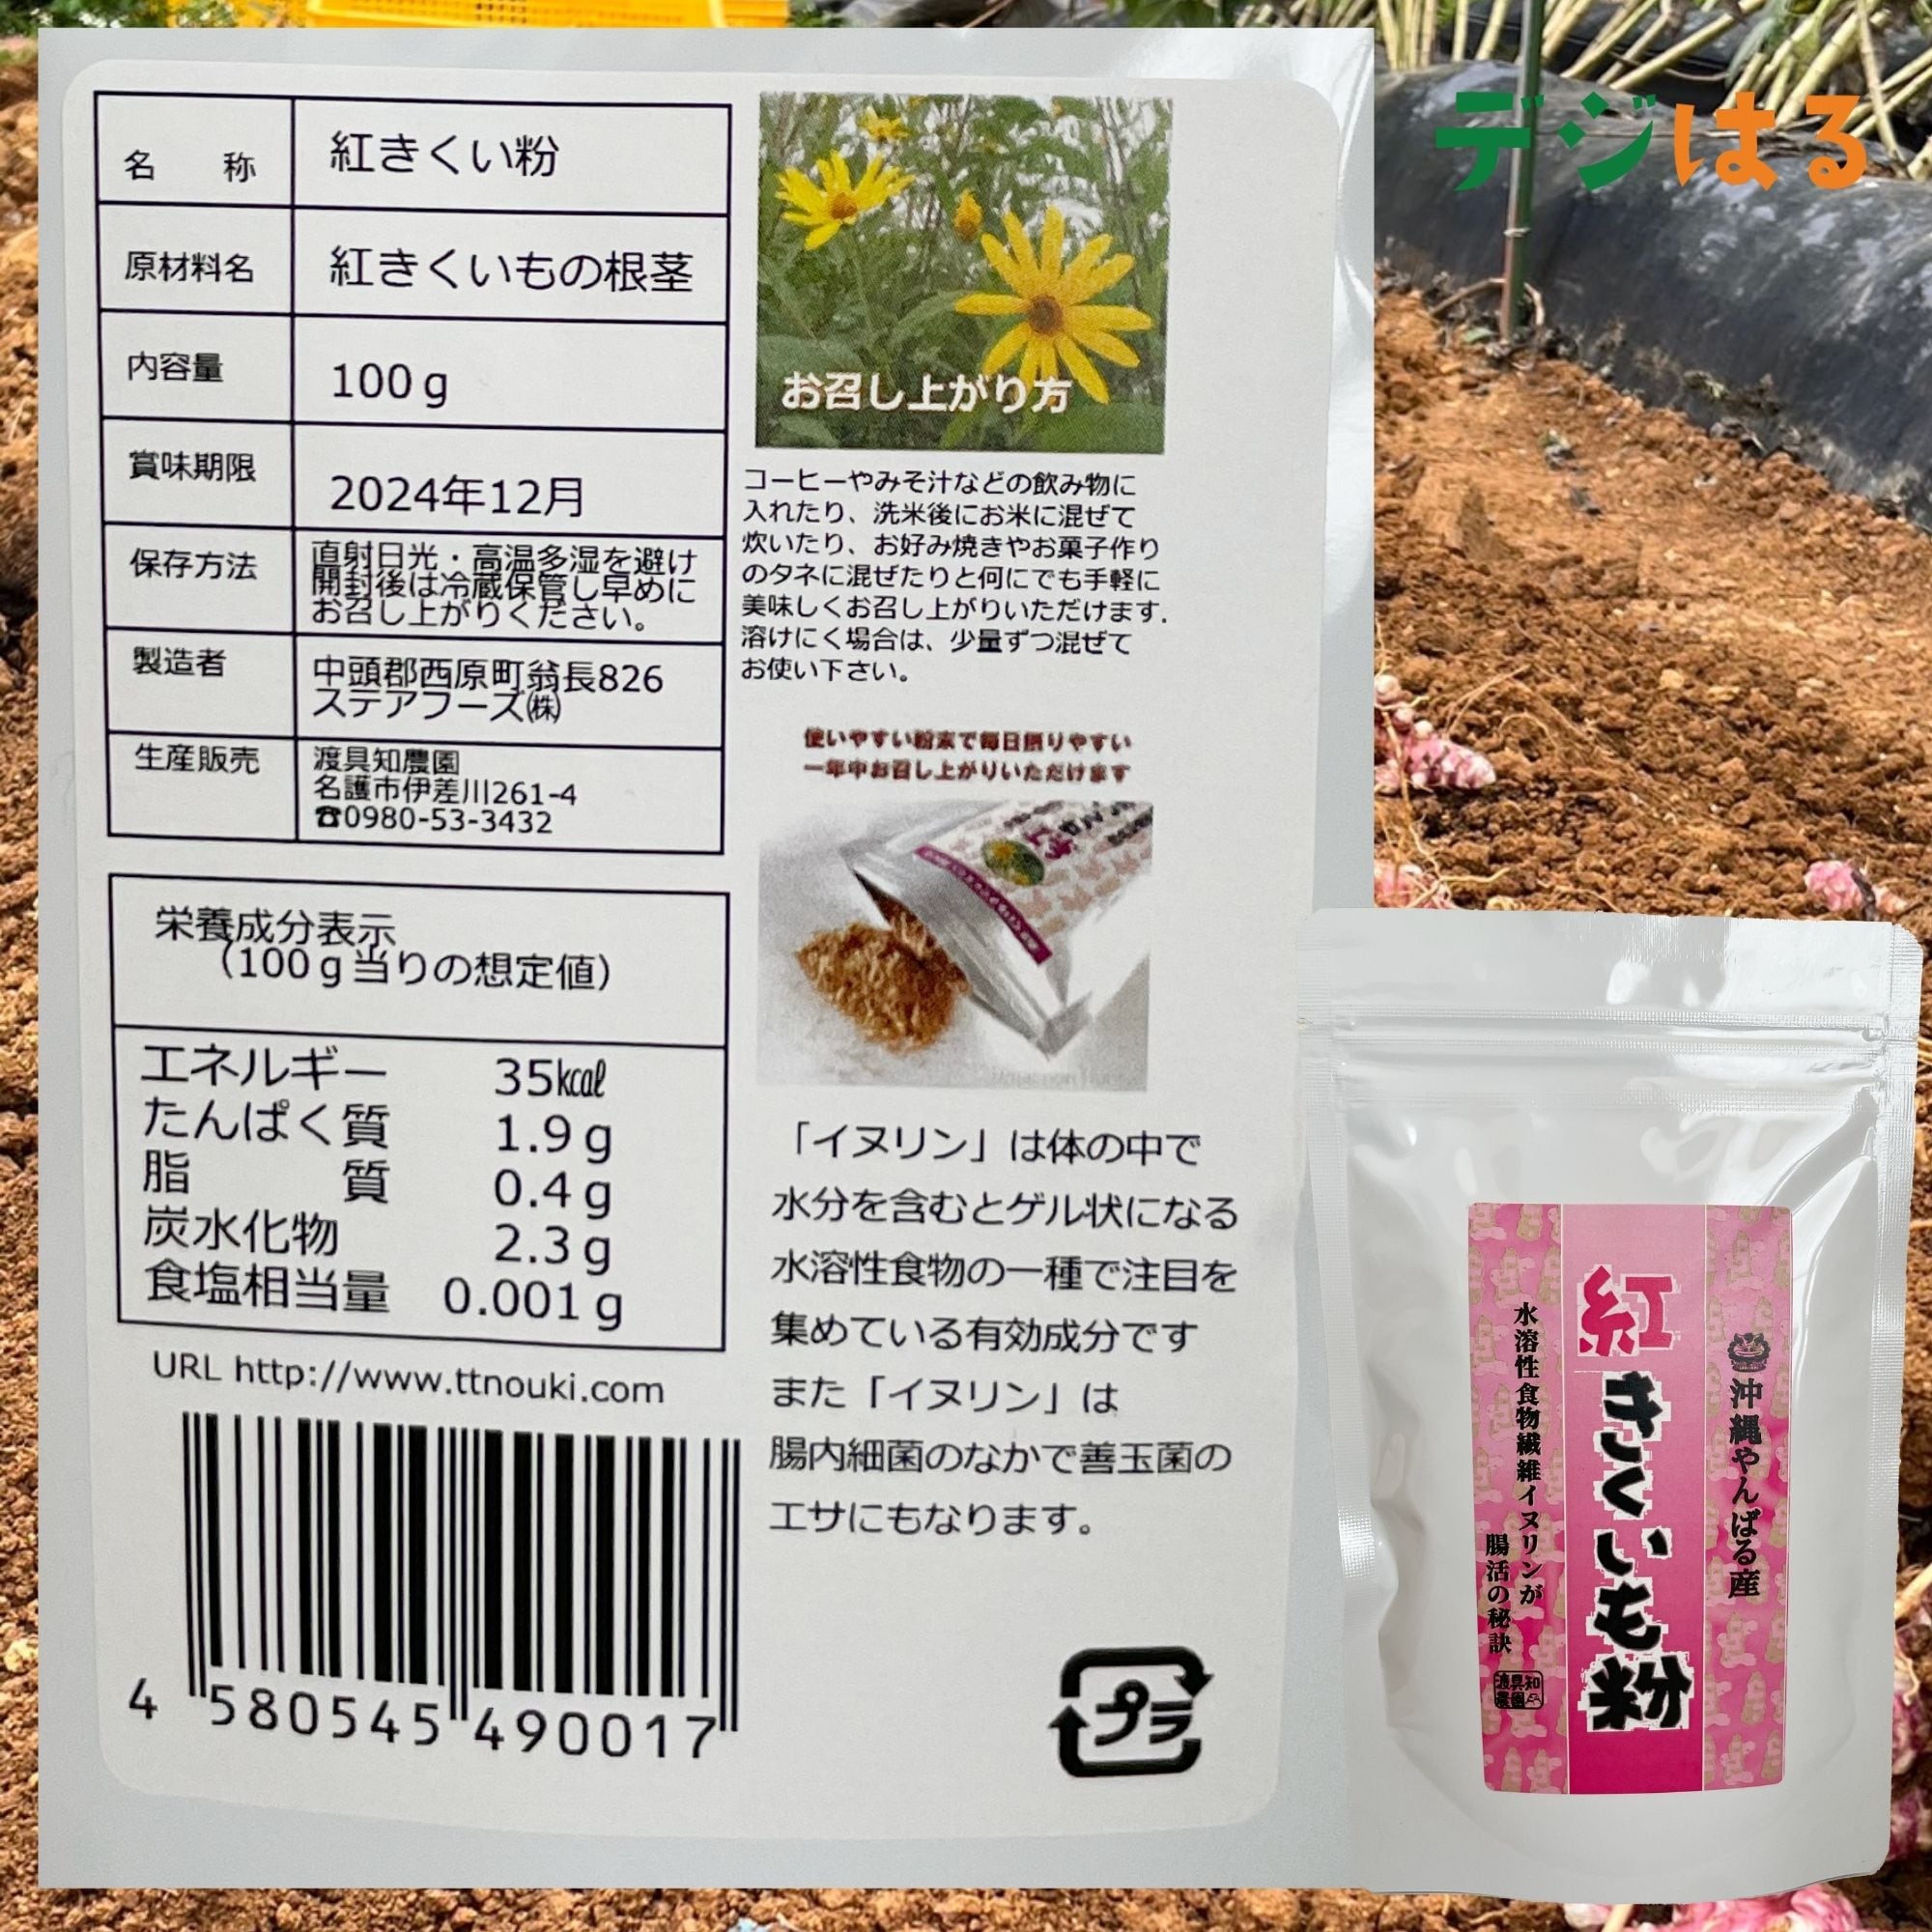 デジはる
名 称 紅きくい粉
原材料名 紅きくいもの根茎
内容量 100g
賞味期限 2024年12月
保存方法 直射日光・高温多湿を避け
開封後は冷蔵保管し早めに
お召し上がりください。
製造者 中頭郡西原町翁長826
ステアフーズ㈱
生産販売 渡具知農園
名護市伊差川261-4
☎0980-53-3432
栄養成分表示
(100g当りの想定値)
エネルギー 35㎉
たんぱく質 1.9g
脂 質 0.4g
炭水化物 2.3g
食塩相当量 0.001g
URL http://www.ttnouki.com
4 580545 490017
お召し上がり方
コーヒーやみそ汁などの飲み物に
入れたり、洗米後にお米に混ぜて
炊いたり、お好み焼きやお菓子作り
のタネに混ぜたりと何にでも手軽に
美味しくお召し上がりいただけます.
溶けにく場合は、少量ずつ混ぜて
お使い下さい。
使いやすい粉末で毎日摂りやすい
一年中お召し上がりいただけます
「イヌリン」は体の中で
水分を含むとゲル状になる
水溶性食物の一種で注目を
集めている有効成分です
また「イヌリン」は
腸内細菌のなかで善玉菌の
エサにもなります。
プラ
沖縄やんばる産
紅きくいも粉
水溶性食物繊維イヌリンが
腸活の秘訣
渡具知
農園